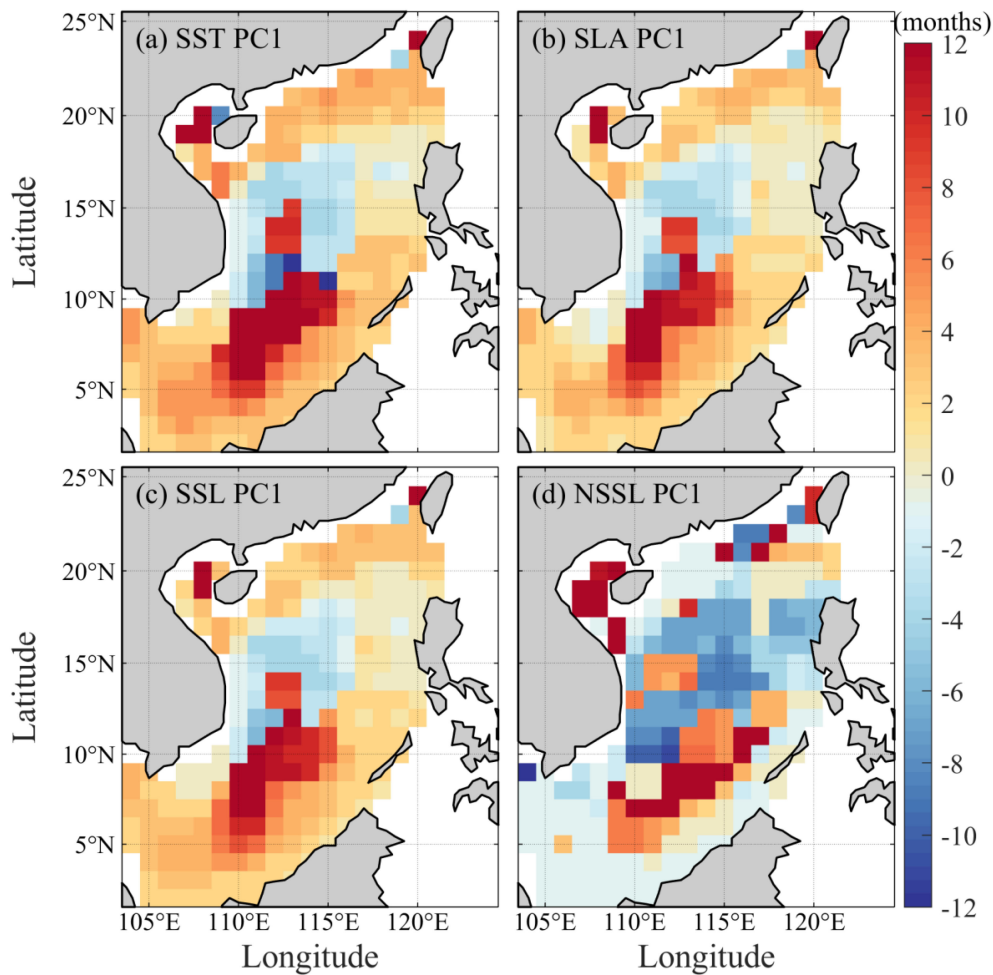 (a) SST PC1
(b) SLA PC1
(months)
25°N
20°N
15°N
10°N
5°N
Latitude
(c) SSL PC1
(d) NSSL PC1
25°N
20°N
15°N
10°N
5°N
Latitude
105°E 110°E 115°E 120°E
105°E 110°E 115°E 120°E
Longitude
Longitude
12
10
8
6
4
2
0
-2
-4
-6
-8
-10
-12